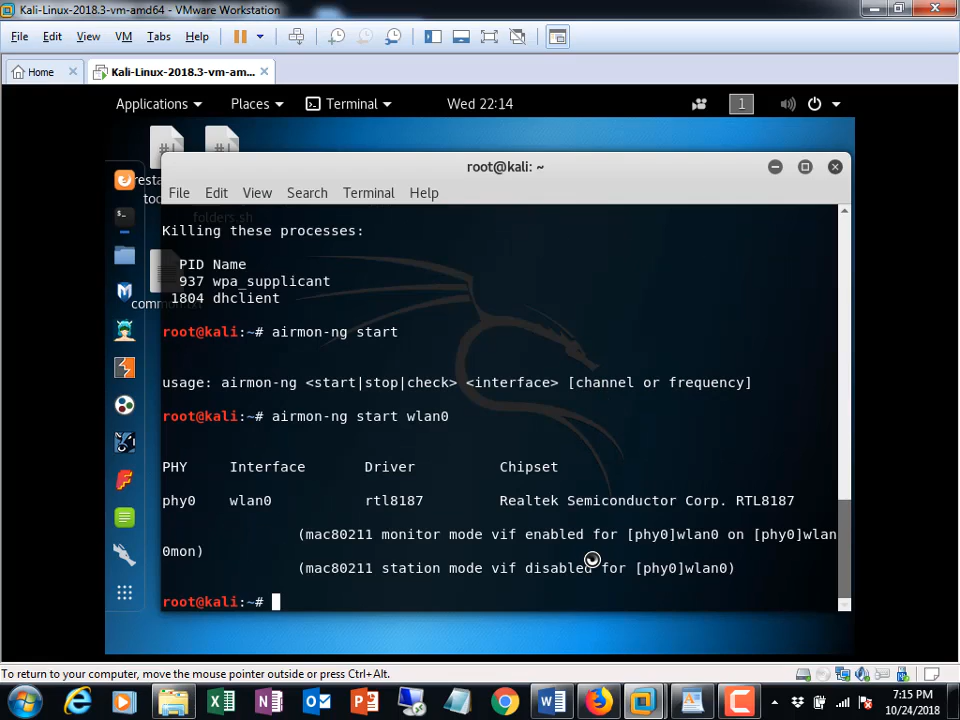 Kali-Linux-2018.3-vm-amd64 - VMware Workstation
File Edit View VM Tabs Help
Home Kali-Linux-2018.3-vm-am...
Applications Places Terminal Wed 22:14 1
root@kali: ~
File Edit View Search Terminal Help
Killing these processes:
PID Name
937 wpa_supplicant
1804 dhclient
root@kali:~# airmon-ng start
usage: airmon-ng <start|stop|check> <interface> [channel or frequency]
root@kali:~# airmon-ng start wlan0
PHY Interface Driver Chipset
phy0 wlan0 rtl8187 Realtek Semiconductor Corp. RTL8187
(mac80211 monitor mode vif enabled for [phy0]wlan0 on [phy0]wlan
0mon)
(mac80211 station mode vif disabled for [phy0]wlan0)
root@kali:~#
folders.sh
To return to your computer, move the mouse pointer outside or press Ctrl+Alt.
7:15 PM
10/24/2018